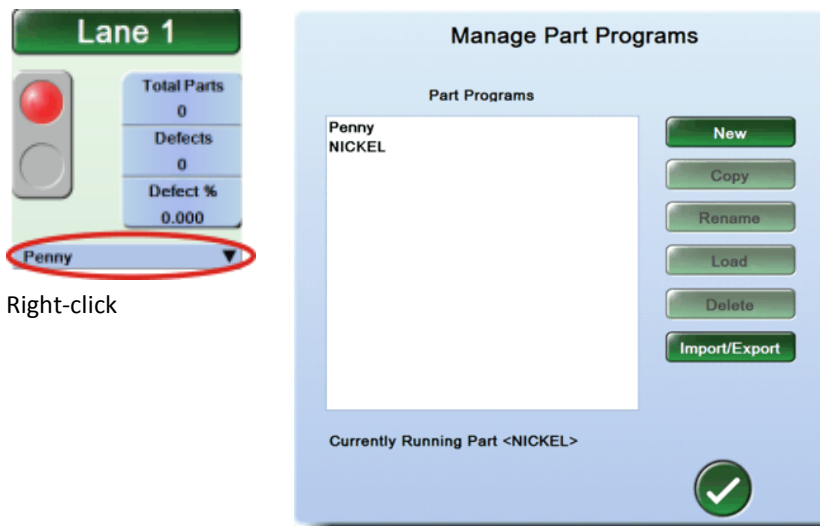 Lane 1
Total Parts
0
Defects
0
Defect %
0.000
Penny
Right-click
Manage Part Programs
Part Programs
Penny
NICKEL
New
Copy
Rename
Load
Delete
Import/Export
Currently Running Part <NICKEL>